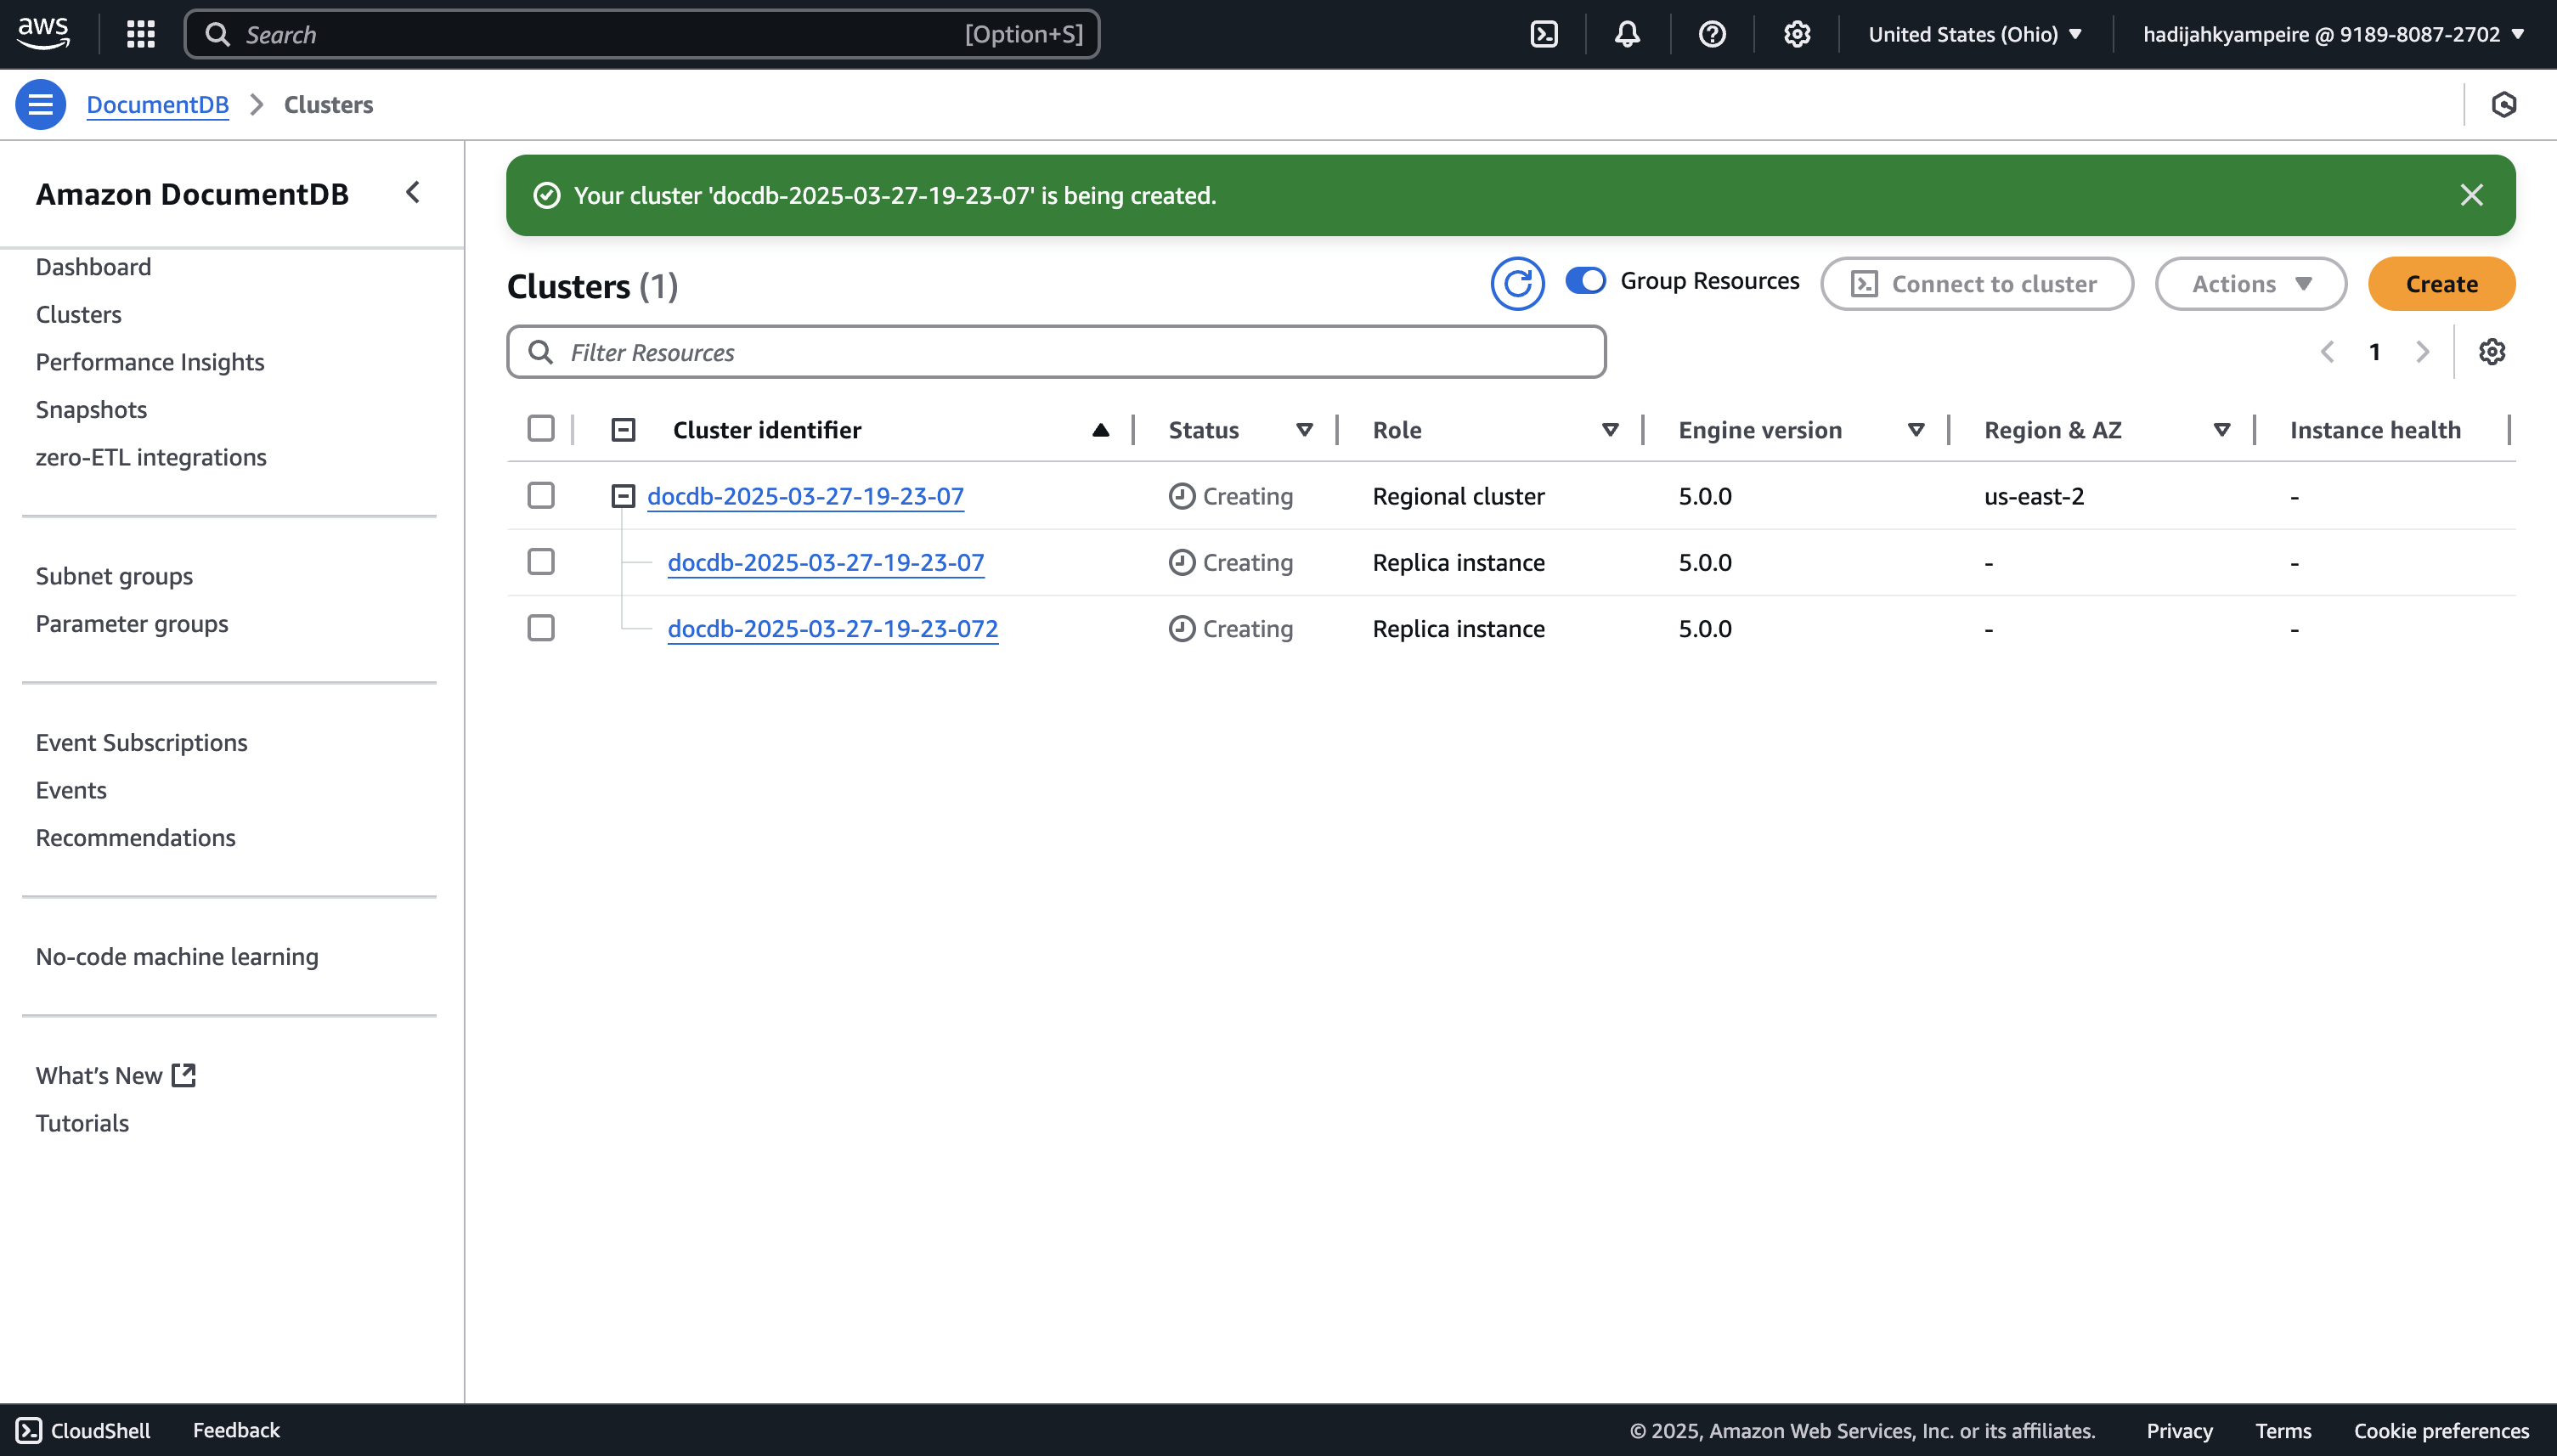 aws
Search [Option+S]
United States (Ohio)
hadijahkyampeire @ 9189-8087-2702
DocumentDB
Clusters
Amazon DocumentDB
Dashboard
Clusters
Performance Insights
Snapshots
zero-ETL integrations
Subnet groups
Parameter groups
Event Subscriptions
Events
Recommendations
No-code machine learning
What's New
Tutorials
Your cluster 'docdb-2025-03-27-19-23-07' is being created.
Clusters (1)
Group Resources
Connect to cluster
Actions
Create
Filter Resources
1
Cluster identifier Status Role Engine version Region & AZ Instance health
docdb-2025-03-27-19-23-07 Creating Regional cluster 5.0.0 us-east-2 -
docdb-2025-03-27-19-23-07 Creating Replica instance 5.0.0 - -
docdb-2025-03-27-19-23-072 Creating Replica instance 5.0.0 - -
CloudShell
Feedback
© 2025, Amazon Web Services, Inc. or its affiliates.
Privacy
Terms
Cookie preferences